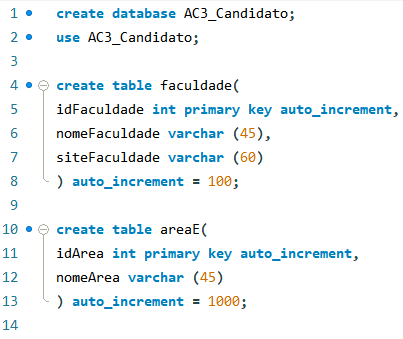 1 create database AC3_Candidato;
2 use AC3_Candidato;
3
4 create table faculdade(
5 idFaculdade int primary key auto_increment,
6 nomeFaculdade varchar (45),
7 siteFaculdade varchar (60)
8 ) auto_increment = 100;
9
10 create table areaE(
11 idArea int primary key auto_increment,
12 nomeArea varchar (45)
13 ) auto_increment = 1000;
14